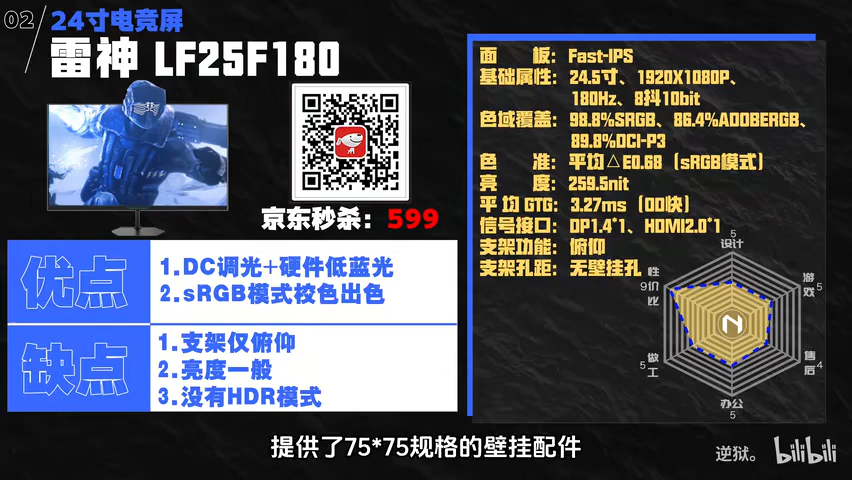 02
24寸电竞屏
雷神 LF25F180
京东秒杀：599
优点
1.DC调光+硬件低蓝光
2.sRGB模式校色出色
缺点
1.支架仅俯仰
2.亮度一般
3.没有HDR模式
面板：Fast-IPS
基础属性：24.5寸、1920X1080P、
180Hz、8抖10bit
色域覆盖：98.8%SRGB、86.4%ADOBERGB、
89.8%DCI-P3
色准：平均△E0.68（sRGB模式）
亮度：259.5nit
平均GTG：3.27ms（OD快）
信号接口：DP1.4*1、HDMI2.0*1
支架功能：俯仰
支架孔距：无壁挂孔
5
设计
游戏 5
售后 4
办公
5
做工 5
性价比 9
N
提供了75*75规格的壁挂配件
逆狱。 bilibili